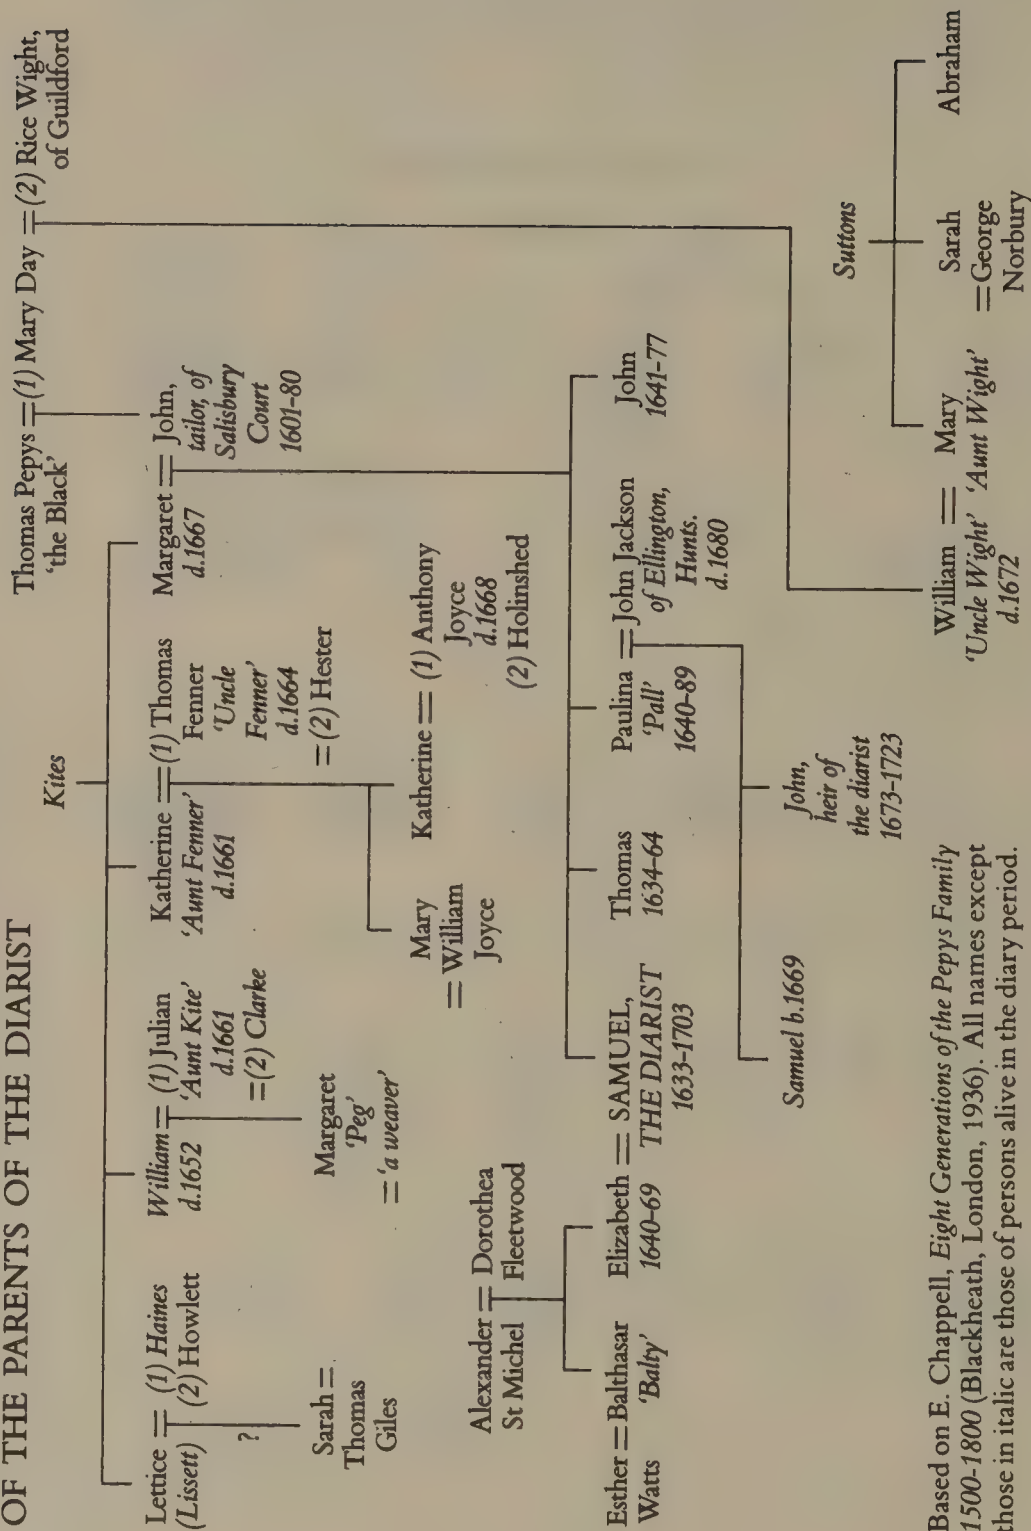 OF THE PARENTS OF THE DIARIST
Thomas Pepys = (1) Mary Day = (2) Rice Wight,
'the Black'
of Guildford
Kites
Lettice = (1) Haines
(Lissett) (2) Howlett
?
Sarah =
Thomas
Giles
William = (1) Julian
d.1652 'Aunt Kite'
d.1661
= (2) Clarke
Margaret
'Peg'
= 'a weaver'
Katherine = (1) Thomas
'Aunt Fenner' Fenner
d.1661 'Uncle
Fenner'
d.1664
= (2) Hester
Margaret = John,
d.1667 tailor, of
Salisbury
Court
1601-80
Mary
= William
Joyce
Katherine = (1) Anthony
Joyce
d.1668
(2) Holinshed
Alexander = Dorothea
St Michel Fleetwood
Esther = Balthasar
Watts 'Balty'
Elizabeth = SAMUEL,
1640-69 THE DIARIST
1633-1703
Thomas
1634-64
Paulina = John Jackson
'Pall' of Ellington,
1640-89 Hunts.
d.1680
John
1641-77
Samuel b.1669
John,
heir of
the diarist
1673-1723
Suttons
William = Mary
'Uncle Wight' 'Aunt Wight'
d.1672
Sarah
= George
Norbury
Abraham
Based on E. Chappell, Eight Generations of the Pepys Family
1500-1800 (Blackheath, London, 1936). All names except
those in italic are those of persons alive in the diary period.